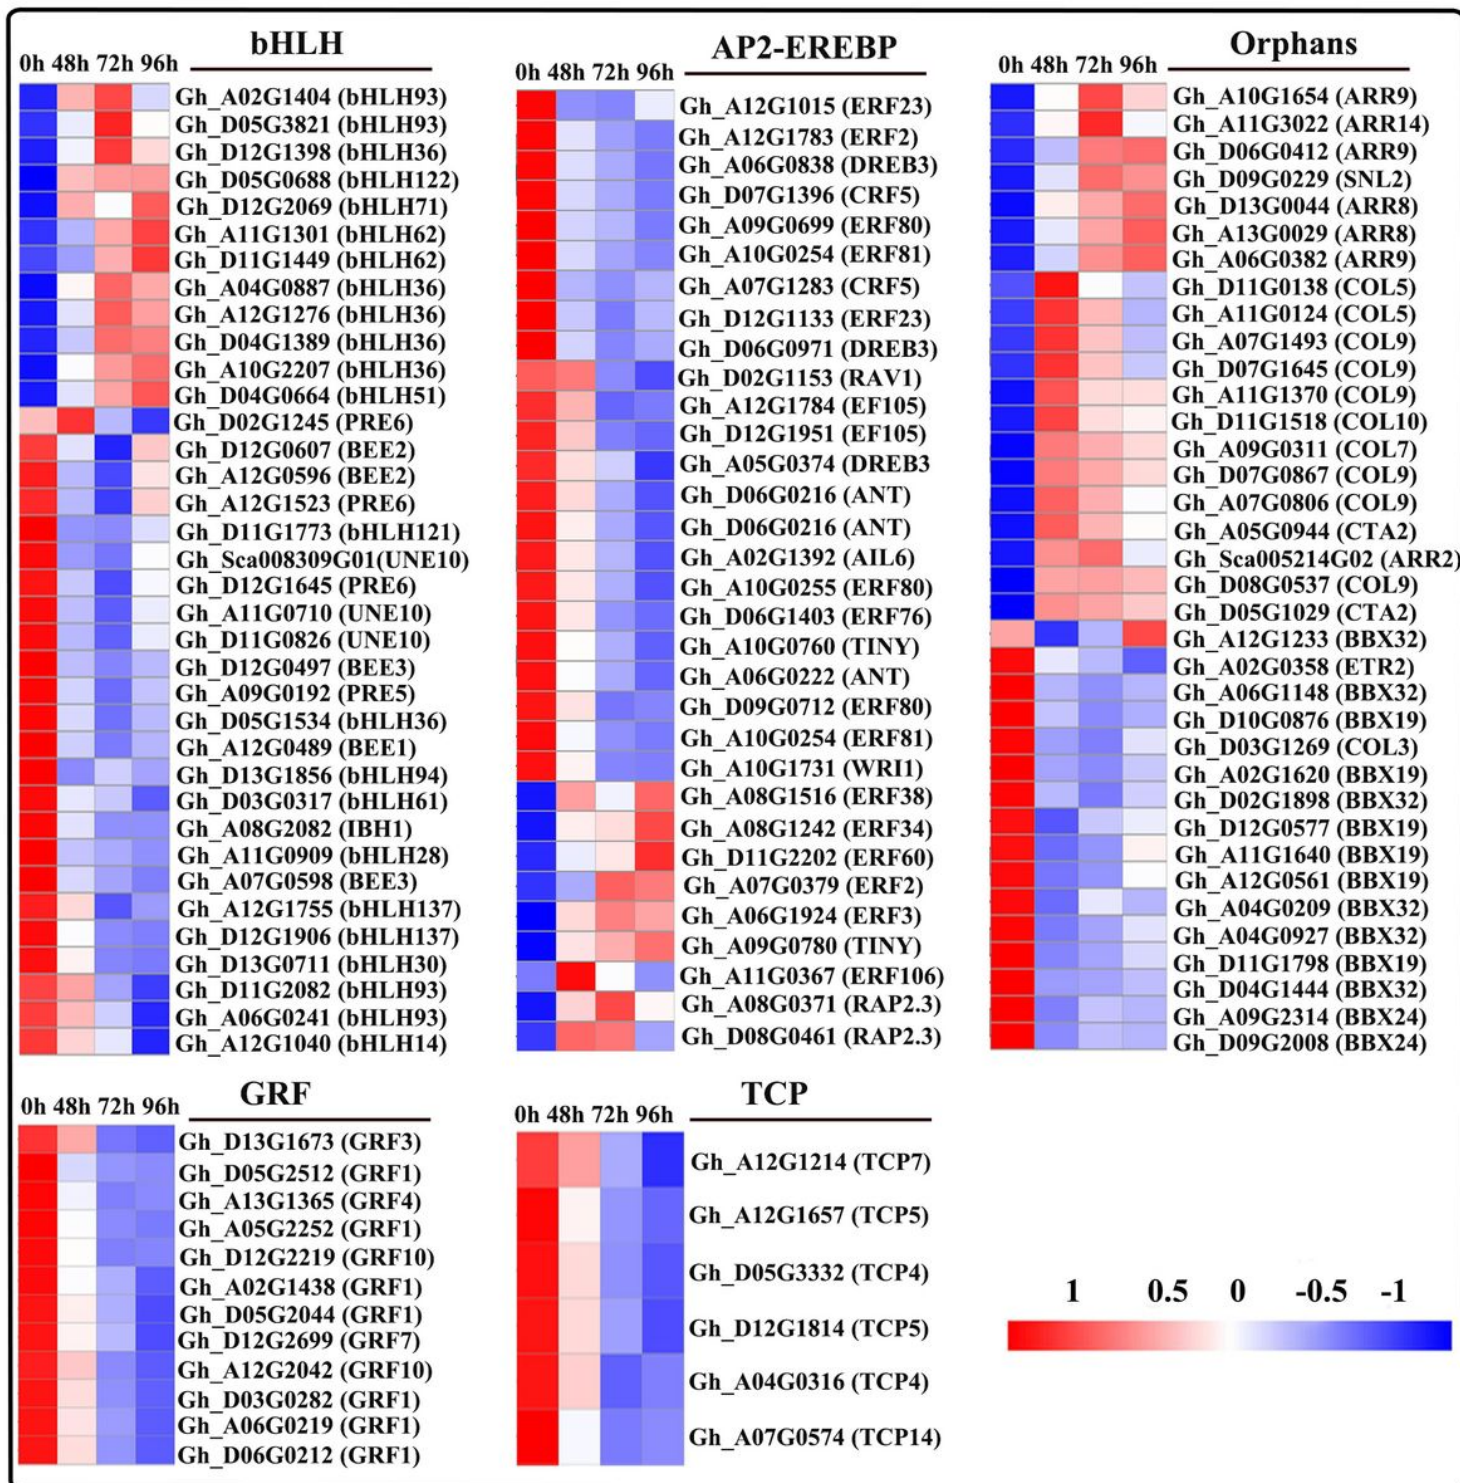 bHLH
0h 48h 72h 96h
Gh_A02G1404 (bHLH93)
Gh_D05G3821 (bHLH93)
Gh_D12G1398 (bHLH36)
Gh_D05G0688 (bHLH122)
Gh_D12G2069 (bHLH71)
Gh_A11G1301 (bHLH62)
Gh_D11G1449 (bHLH62)
Gh_A04G0887 (bHLH36)
Gh_A12G1276 (bHLH36)
Gh_D04G1389 (bHLH36)
Gh_A10G2207 (bHLH36)
Gh_D04G0664 (bHLH51)
Gh_D02G1245 (PRE6)
Gh_D12G0607 (BEE2)
Gh_A12G0596 (BEE2)
Gh_A12G1523 (PRE6)
Gh_D11G1773 (bHLH121)
Gh_Sca008309G01(UNE10)
Gh_D12G1645 (PRE6)
Gh_A11G0710 (UNE10)
Gh_D11G0826 (UNE10)
Gh_D12G0497 (BEE3)
Gh_A09G0192 (PRE5)
Gh_D05G1534 (bHLH36)
Gh_A12G0489 (BEE1)
Gh_D13G1856 (bHLH94)
Gh_D03G0317 (bHLH61)
Gh_A08G2082 (IBH1)
Gh_A11G0909 (bHLH28)
Gh_A07G0598 (BEE3)
Gh_A12G1755 (bHLH137)
Gh_D12G1906 (bHLH137)
Gh_D13G0711 (bHLH30)
Gh_D11G2082 (bHLH93)
Gh_A06G0241 (bHLH93)
Gh_A12G1040 (bHLH14)
AP2-EREBP
0h 48h 72h 96h
Gh_A12G1015 (ERF23)
Gh_A12G1783 (ERF2)
Gh_A06G0838 (DREB3)
Gh_D07G1396 (CRF5)
Gh_A09G0699 (ERF80)
Gh_A10G0254 (ERF81)
Gh_A07G1283 (CRF5)
Gh_D12G1133 (ERF23)
Gh_D06G0971 (DREB3)
Gh_D02G1153 (RAV1)
Gh_A12G1784 (EF105)
Gh_D12G1951 (EF105)
Gh_A05G0374 (DREB3
Gh_D06G0216 (ANT)
Gh_D06G0216 (ANT)
Gh_A02G1392 (AIL6)
Gh_A10G0255 (ERF80)
Gh_D06G1403 (ERF76)
Gh_A10G0760 (TINY)
Gh_A06G0222 (ANT)
Gh_D09G0712 (ERF80)
Gh_A10G0254 (ERF81)
Gh_A10G1731 (WRI1)
Gh_A08G1516 (ERF38)
Gh_A08G1242 (ERF34)
Gh_D11G2202 (ERF60)
Gh_A07G0379 (ERF2)
Gh_A06G1924 (ERF3)
Gh_A09G0780 (TINY)
Gh_A11G0367 (ERF106)
Gh_A08G0371 (RAP2.3)
Gh_D08G0461 (RAP2.3)
Orphans
0h 48h 72h 96h
Gh_A10G1654 (ARR9)
Gh_A11G3022 (ARR14)
Gh_D06G0412 (ARR9)
Gh_D09G0229 (SNL2)
Gh_D13G0044 (ARR8)
Gh_A13G0029 (ARR8)
Gh_A06G0382 (ARR9)
Gh_D11G0138 (COL5)
Gh_A11G0124 (COL5)
Gh_A07G1493 (COL9)
Gh_D07G1645 (COL9)
Gh_A11G1370 (COL9)
Gh_D11G1518 (COL10)
Gh_A09G0311 (COL7)
Gh_D07G0867 (COL9)
Gh_A07G0806 (COL9)
Gh_A05G0944 (CTA2)
Gh_Sca005214G02 (ARR2)
Gh_D08G0537 (COL9)
Gh_D05G1029 (CTA2)
Gh_A12G1233 (BBX32)
Gh_A02G0358 (ETR2)
Gh_A06G1148 (BBX32)
Gh_D10G0876 (BBX19)
Gh_D03G1269 (COL3)
Gh_A02G1620 (BBX19)
Gh_D02G1898 (BBX32)
Gh_D12G0577 (BBX19)
Gh_A11G1640 (BBX19)
Gh_A12G0561 (BBX19)
Gh_A04G0209 (BBX32)
Gh_A04G0927 (BBX32)
Gh_D11G1798 (BBX19)
Gh_D04G1444 (BBX32)
Gh_A09G2314 (BBX24)
Gh_D09G2008 (BBX24)
GRF
0h 48h 72h 96h
Gh_D13G1673 (GRF3)
Gh_D05G2512 (GRF1)
Gh_A13G1365 (GRF4)
Gh_A05G2252 (GRF1)
Gh_D12G2219 (GRF10)
Gh_A02G1438 (GRF1)
Gh_D05G2044 (GRF1)
Gh_D12G2699 (GRF7)
Gh_A12G2042 (GRF10)
Gh_D03G0282 (GRF1)
Gh_A06G0219 (GRF1)
Gh_D06G0212 (GRF1)
TCP
0h 48h 72h 96h
Gh_A12G1214 (TCP7)
Gh_A12G1657 (TCP5)
Gh_D05G3332 (TCP4)
Gh_D12G1814 (TCP5)
Gh_A04G0316 (TCP4)
Gh_A07G0574 (TCP14)
1 0.5 0 -0.5 -1